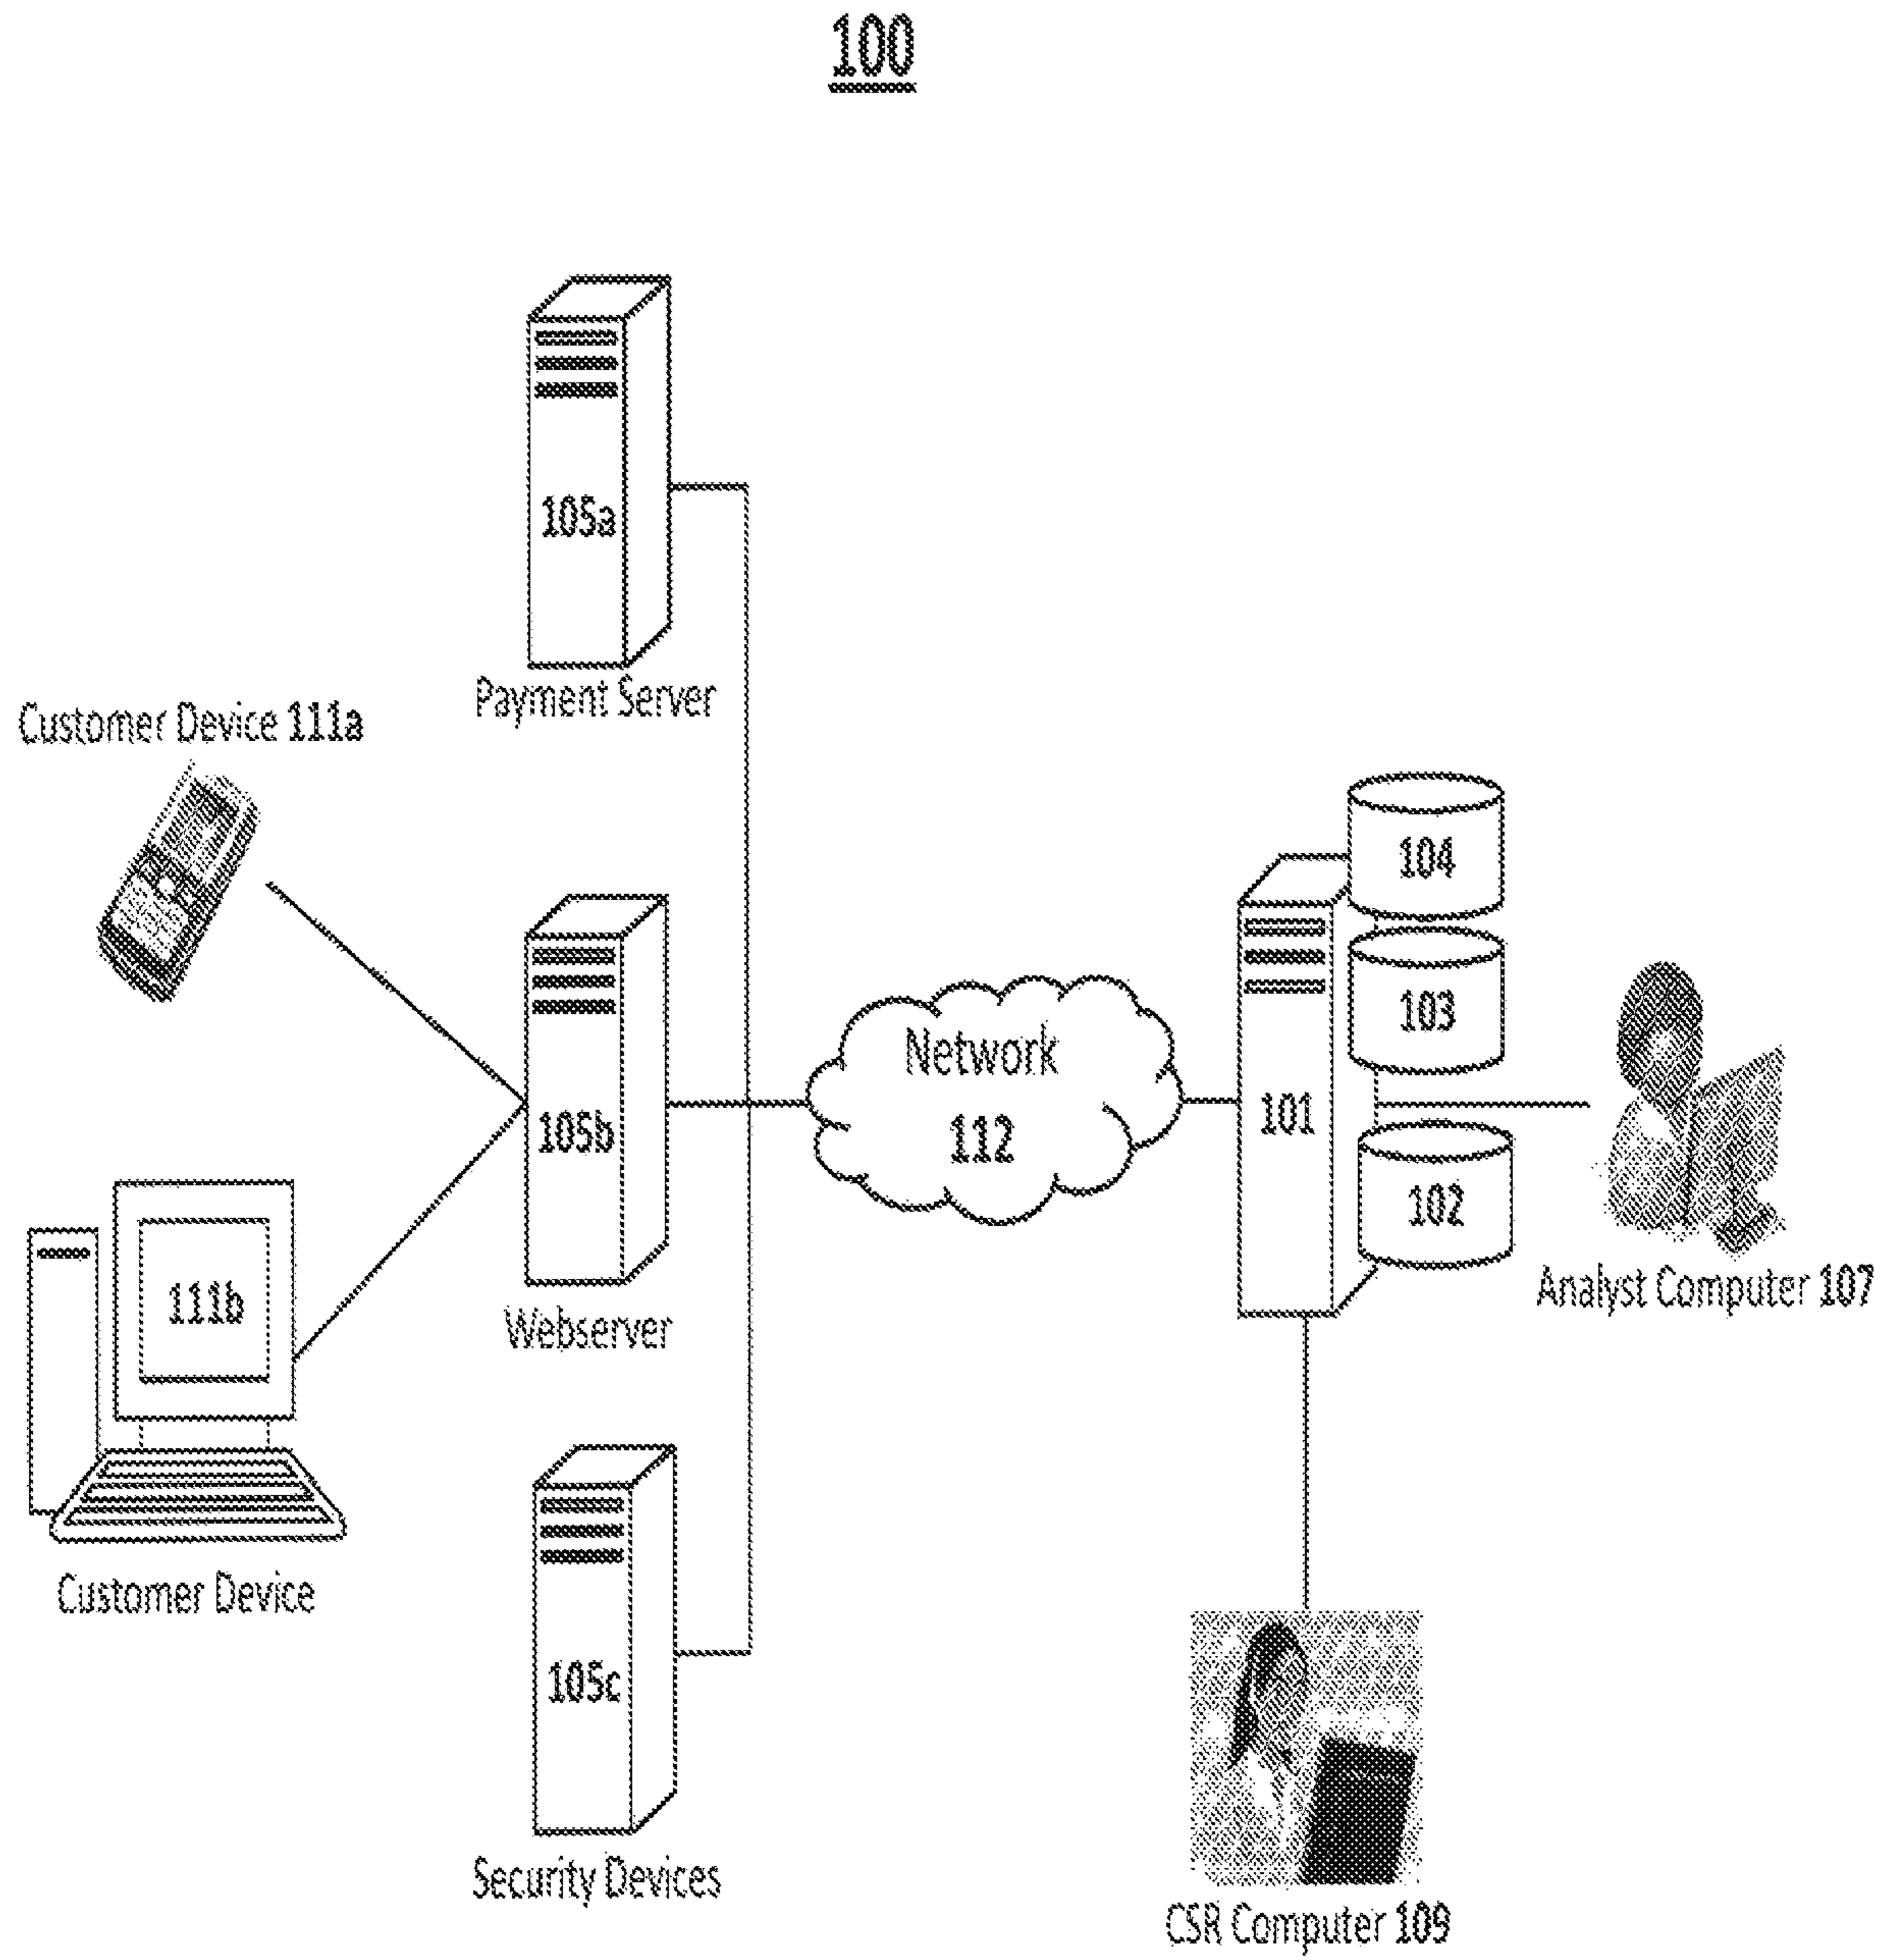 100
105a
Payment Server
Customer Device 111a
104
103
Network
112
101
105b
102
Analyst Computer 107
111b
Webserver
Customer Device
105c
Security Devices
CSR Computer 109